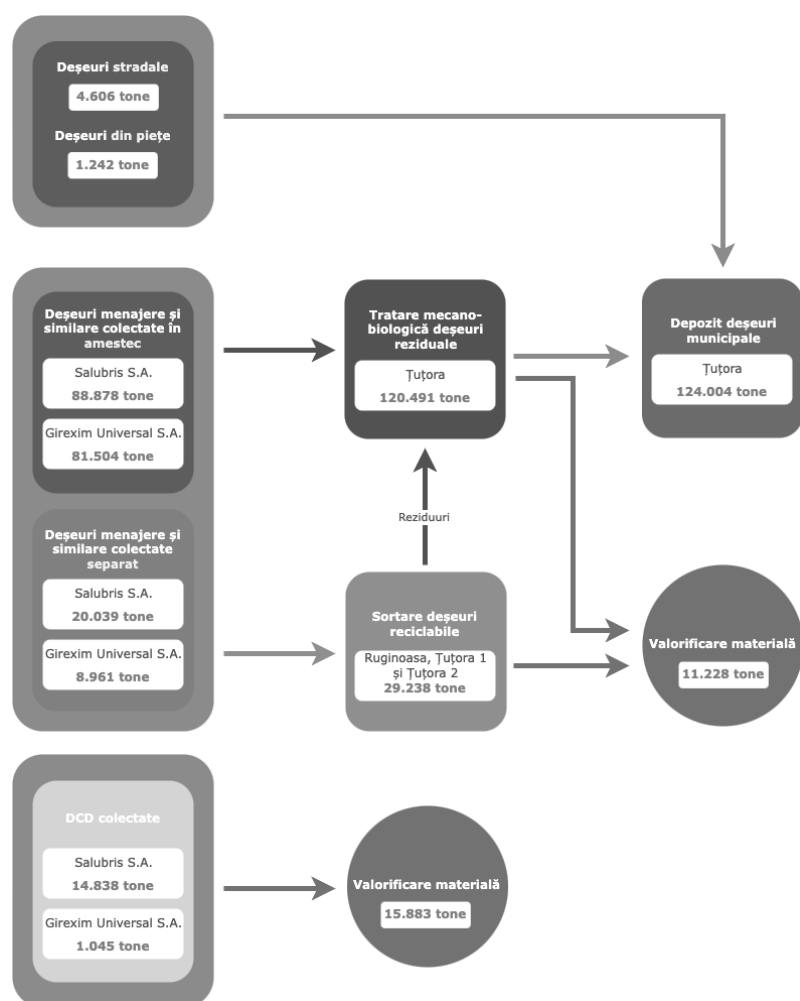 Deșeuri stradale
4.606 tone
Deșeuri din piețe
1.242 tone
Deșeuri menajere și
similare colectate în
amestec
Salubris S.A.
88.878 tone
Girexim Universal S.A.
81.504 tone
Tratare mecano-
biologică deșeuri
reziduale
Țuțora
120.491 tone
Depozit deșeuri
municipale
Țuțora
124.004 tone
Reziduuri
Deșeuri menajere și
similare colectate
separat
Salubris S.A.
20.039 tone
Girexim Universal S.A.
8.961 tone
Sortare deșeuri
reciclabile
Ruginoasa, Țuțora 1
și Țuțora 2
29.238 tone
Valorificare materială
11.228 tone
DCD colectate
Salubris S.A.
14.838 tone
Girexim Universal S.A.
1.045 tone
Valorificare materială
15.883 tone